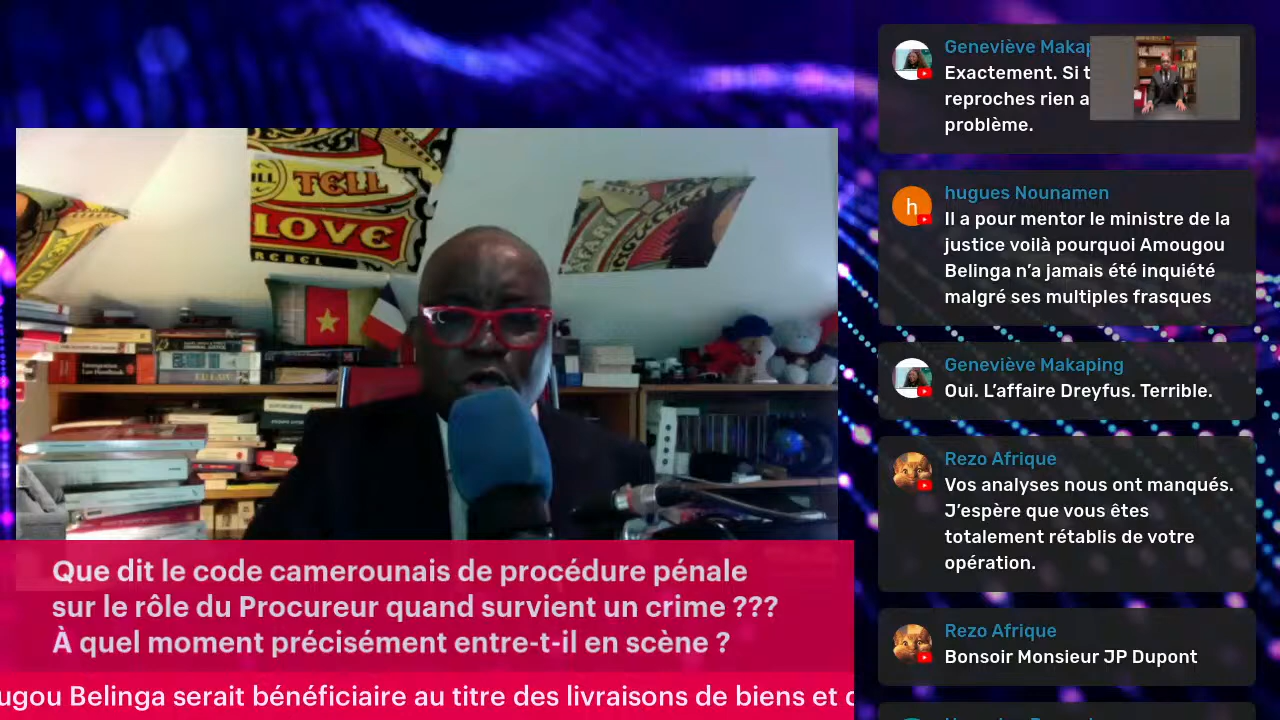 TELL
LOVE
REBEL
Que dit le code camerounais de procédure pénale
sur le rôle du Procureur quand survient un crime ???
À quel moment précisément entre-t-il en scène ?
ugou Belinga serait bénéficiaire au titre des livraisons de biens et
Geneviève
Exactement. Si
reproches rien
problème.
hugues Nounamen
Il a pour mentor le ministre de la
justice voilà pourquoi Amougou
Belinga n’a jamais été inquiété
malgré ses multiples frasques
Geneviève Makaping
Oui. L’affaire Dreyfus. Terrible.
Rezo Afrique
Vos analyses nous ont manqués.
J’espère que vous êtes
totalement rétablis de votre
opération.
Rezo Afrique
Bonsoir Monsieur JP Dupont